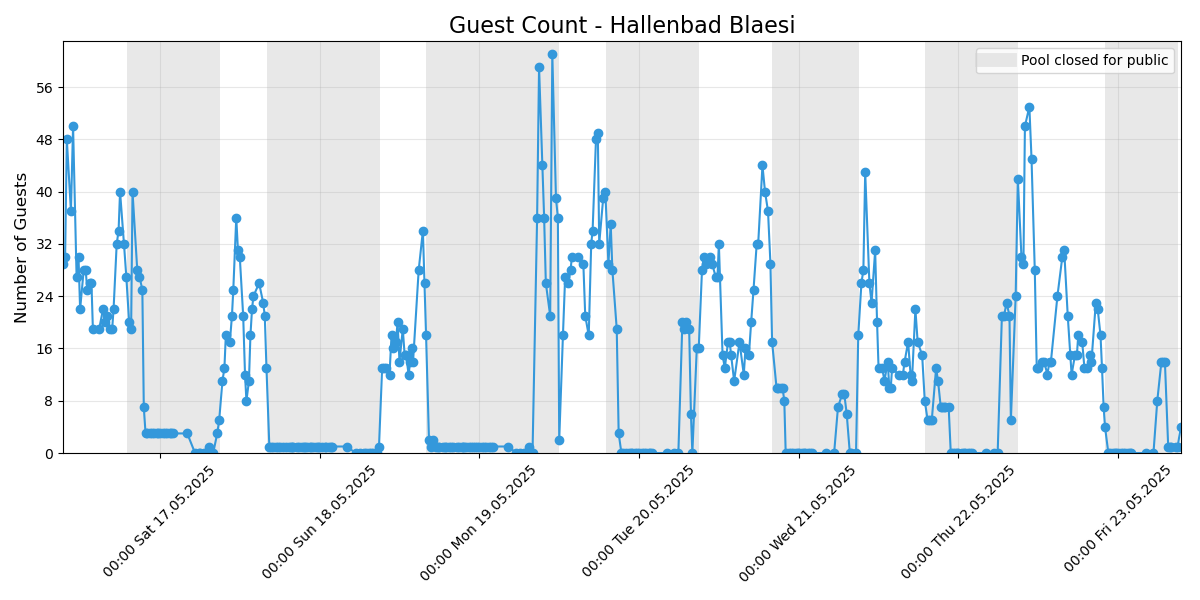 Guest Count - Hallenbad Blaesi
Pool closed for public
Number of Guests
56
48
40
32
24
16
8
0
00:00 Sat 17.05.2025
00:00 Sun 18.05.2025
00:00 Mon 19.05.2025
00:00 Tue 20.05.2025
00:00 Wed 21.05.2025
00:00 Thu 22.05.2025
00:00 Fri 23.05.2025